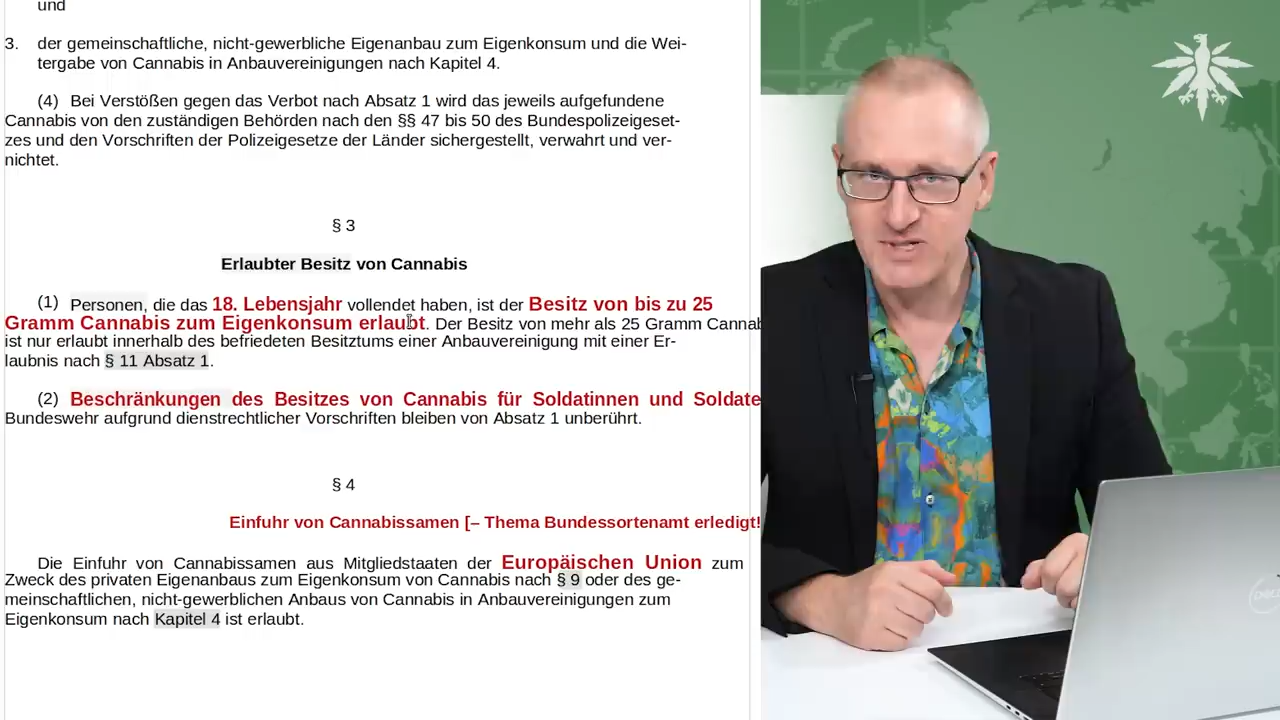 und
3. der gemeinschaftliche, nicht-gewerbliche Eigenanbau zum Eigenkonsum und die Wei-
tergabe von Cannabis in Anbauvereinigungen nach Kapitel 4.
(4) Bei Verstößen gegen das Verbot nach Absatz 1 wird das jeweils aufgefundene
Cannabis von den zuständigen Behörden nach den §§ 47 bis 50 des Bundespolizeigeset-
zes und den Vorschriften der Polizeigesetze der Länder sichergestellt, verwahrt und ver-
nichtet.
§ 3
Erlaubter Besitz von Cannabis
(1) Personen, die das 18. Lebensjahr vollendet haben, ist der Besitz von bis zu 25
Gramm Cannabis zum Eigenkonsum erlaubt. Der Besitz von mehr als 25 Gramm Cannab
ist nur erlaubt innerhalb des befriedeten Besitztums einer Anbauvereinigung mit einer Er-
laubnis nach § 11 Absatz 1.
(2) Beschränkungen des Besitzes von Cannabis für Soldatinnen und Soldate
Bundeswehr aufgrund dienstrechtlicher Vorschriften bleiben von Absatz 1 unberührt.
§ 4
Einfuhr von Cannabissamen [– Thema Bundessortenamt erledigt!
Die Einfuhr von Cannabissamen aus Mitgliedstaaten der Europäischen Union zum
Zweck des privaten Eigenanbaus zum Eigenkonsum von Cannabis nach § 9 oder des ge-
meinschaftlichen, nicht-gewerblichen Anbaus von Cannabis in Anbauvereinigungen zum
Eigenkonsum nach Kapitel 4 ist erlaubt.
DELL